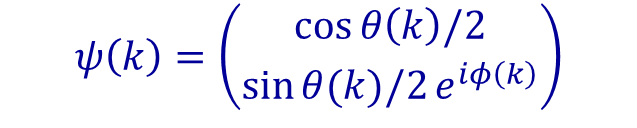 ψ(k) = ( cos θ(k)/2
sin θ(k)/2 e^{iϕ(k)} )